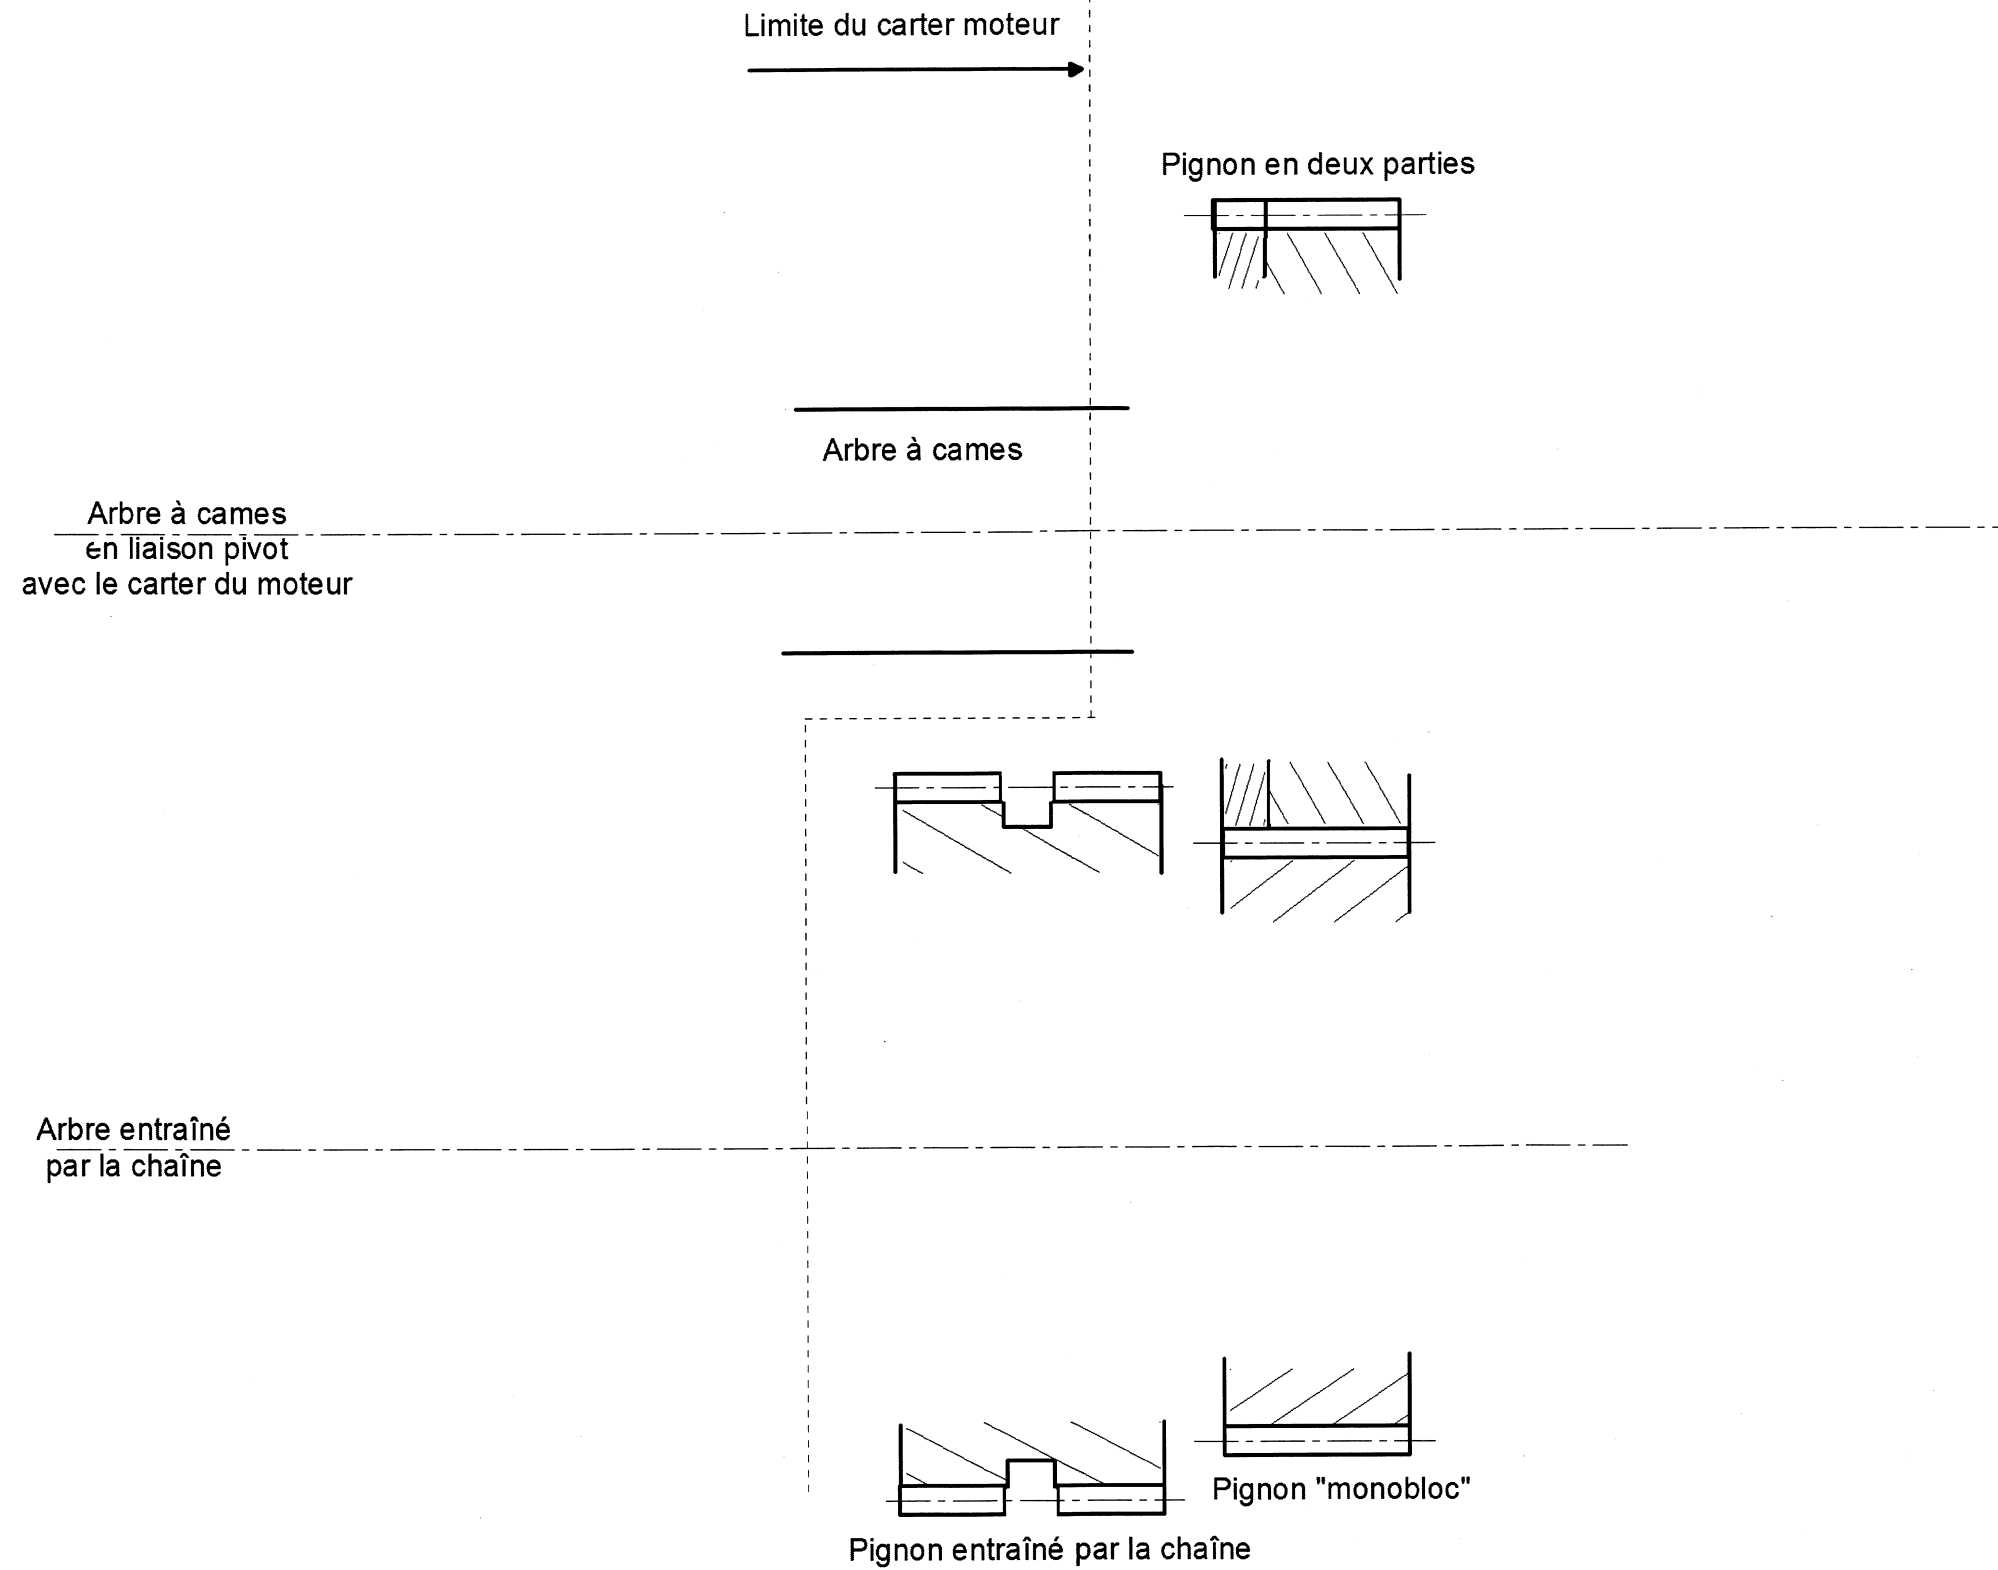 Limite du carter moteur
Pignon en deux parties
Arbre à cames
Arbre à cames
en liaison pivot
avec le carter du moteur
Arbre entraîné
par la chaîne
Pignon "monobloc"
Pignon entraîné par la chaîne